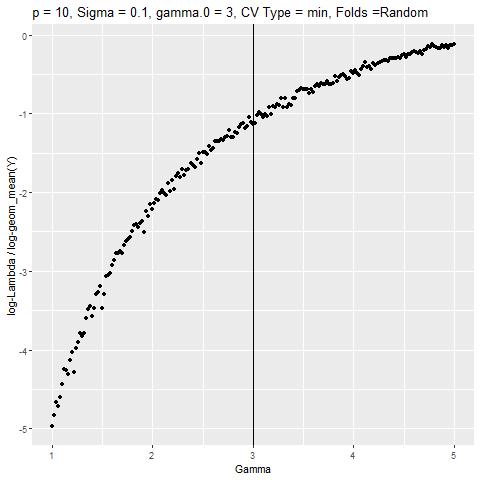 p = 10, Sigma = 0.1, gamma.0 = 3, CV Type = min, Folds =Random
log-Lambda / log-geom_mean(Y)
0
-1
-2
-3
-4
-5
1 2 3 4 5
Gamma